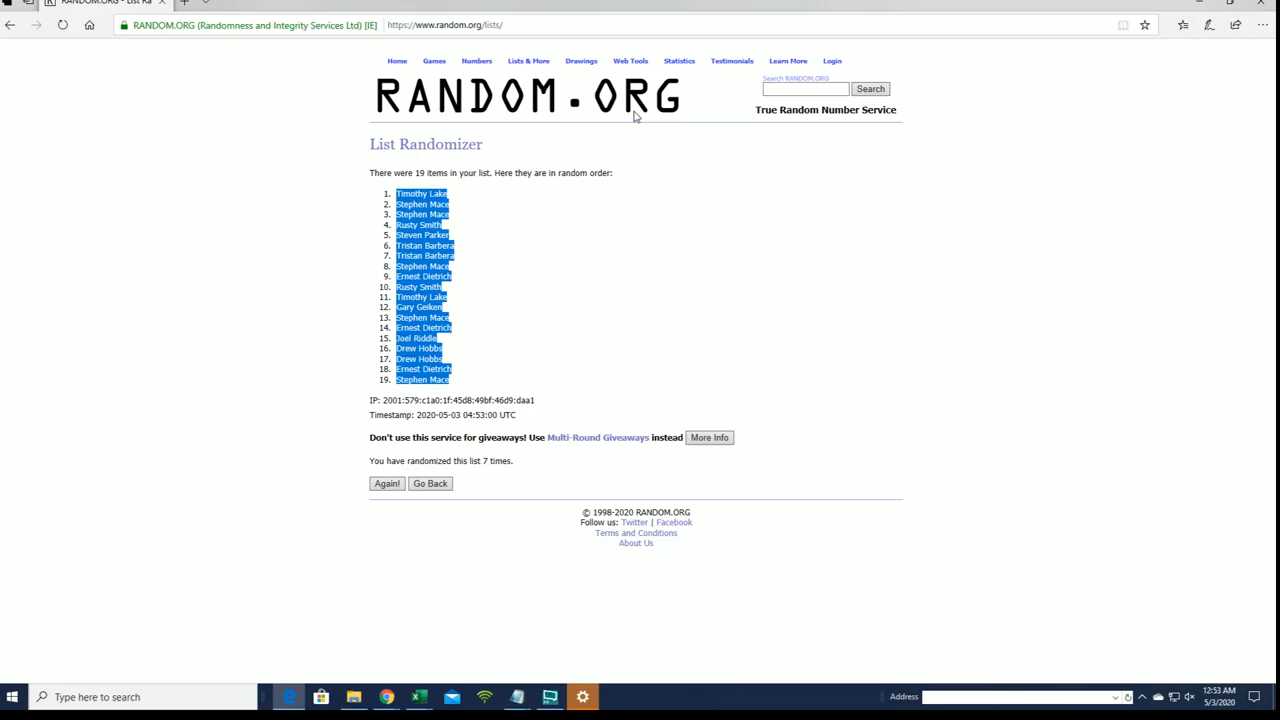 RANDOM.ORG - List Ra
RANDOM.ORG (Randomness and Integrity Services Ltd) [IE]
https://www.random.org/lists/
Home Games Numbers Lists & More Drawings Web Tools Statistics Testimonials Learn More Login
RANDOM.ORG
Search RANDOM.ORG
Search
True Random Number Service
List Randomizer
There were 19 items in your list. Here they are in random order:
1. Timothy Lake
2. Stephen Mace
3. Stephen Mace
4. Rusty Smith
5. Steven Parker
6. Tristan Barbera
7. Tristan Barbera
8. Stephen Mace
9. Ernest Dietrich
10. Rusty Smith
11. Timothy Lake
12. Gary Geiken
13. Stephen Mace
14. Ernest Dietrich
15. Joel Riddle
16. Drew Hobbs
17. Drew Hobbs
18. Ernest Dietrich
19. Stephen Mace
IP: 2001:579:c1a0:1f:45d8:49bf:46d9:daa1
Timestamp: 2020-05-03 04:53:00 UTC
Don't use this service for giveaways! Use Multi-Round Giveaways instead More Info
You have randomized this list 7 times.
Again! Go Back
© 1998-2020 RANDOM.ORG
Follow us: Twitter | Facebook
Terms and Conditions
About Us
Type here to search
Address
12:53 AM
5/3/2020